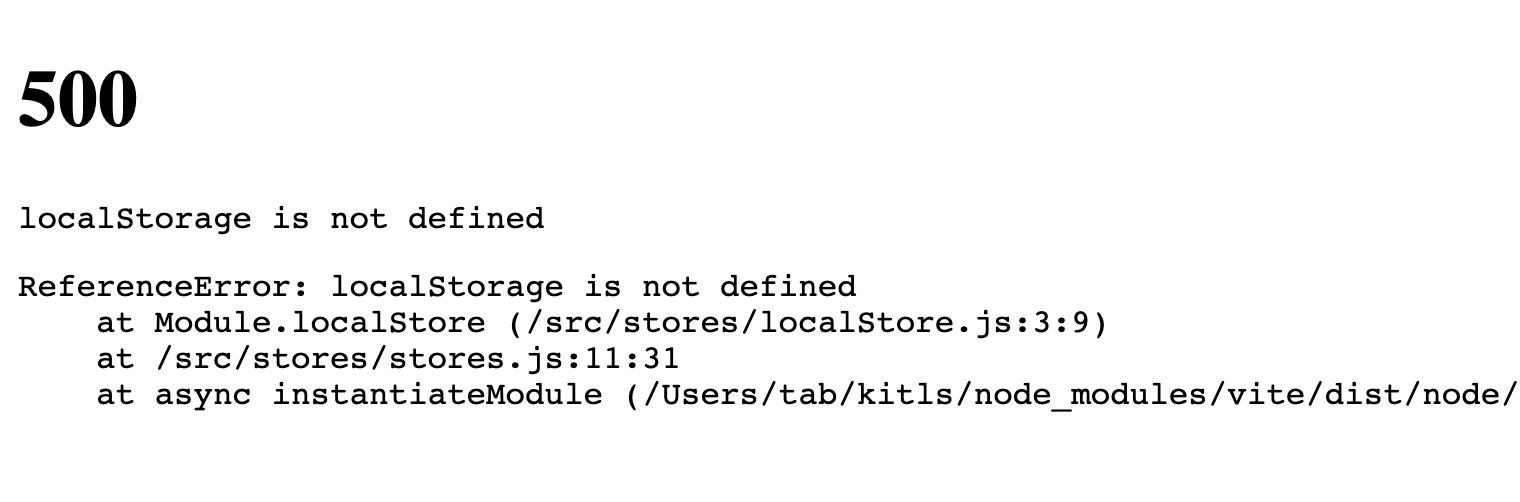 500
localStorage is not defined
ReferenceError: localStorage is not defined
at Module.localStore (/src/stores/localStore.js:3:9)
at /src/stores/stores.js:11:31
at async instantiateModule (/Users/tab/kitls/node_modules/vite/dist/node/